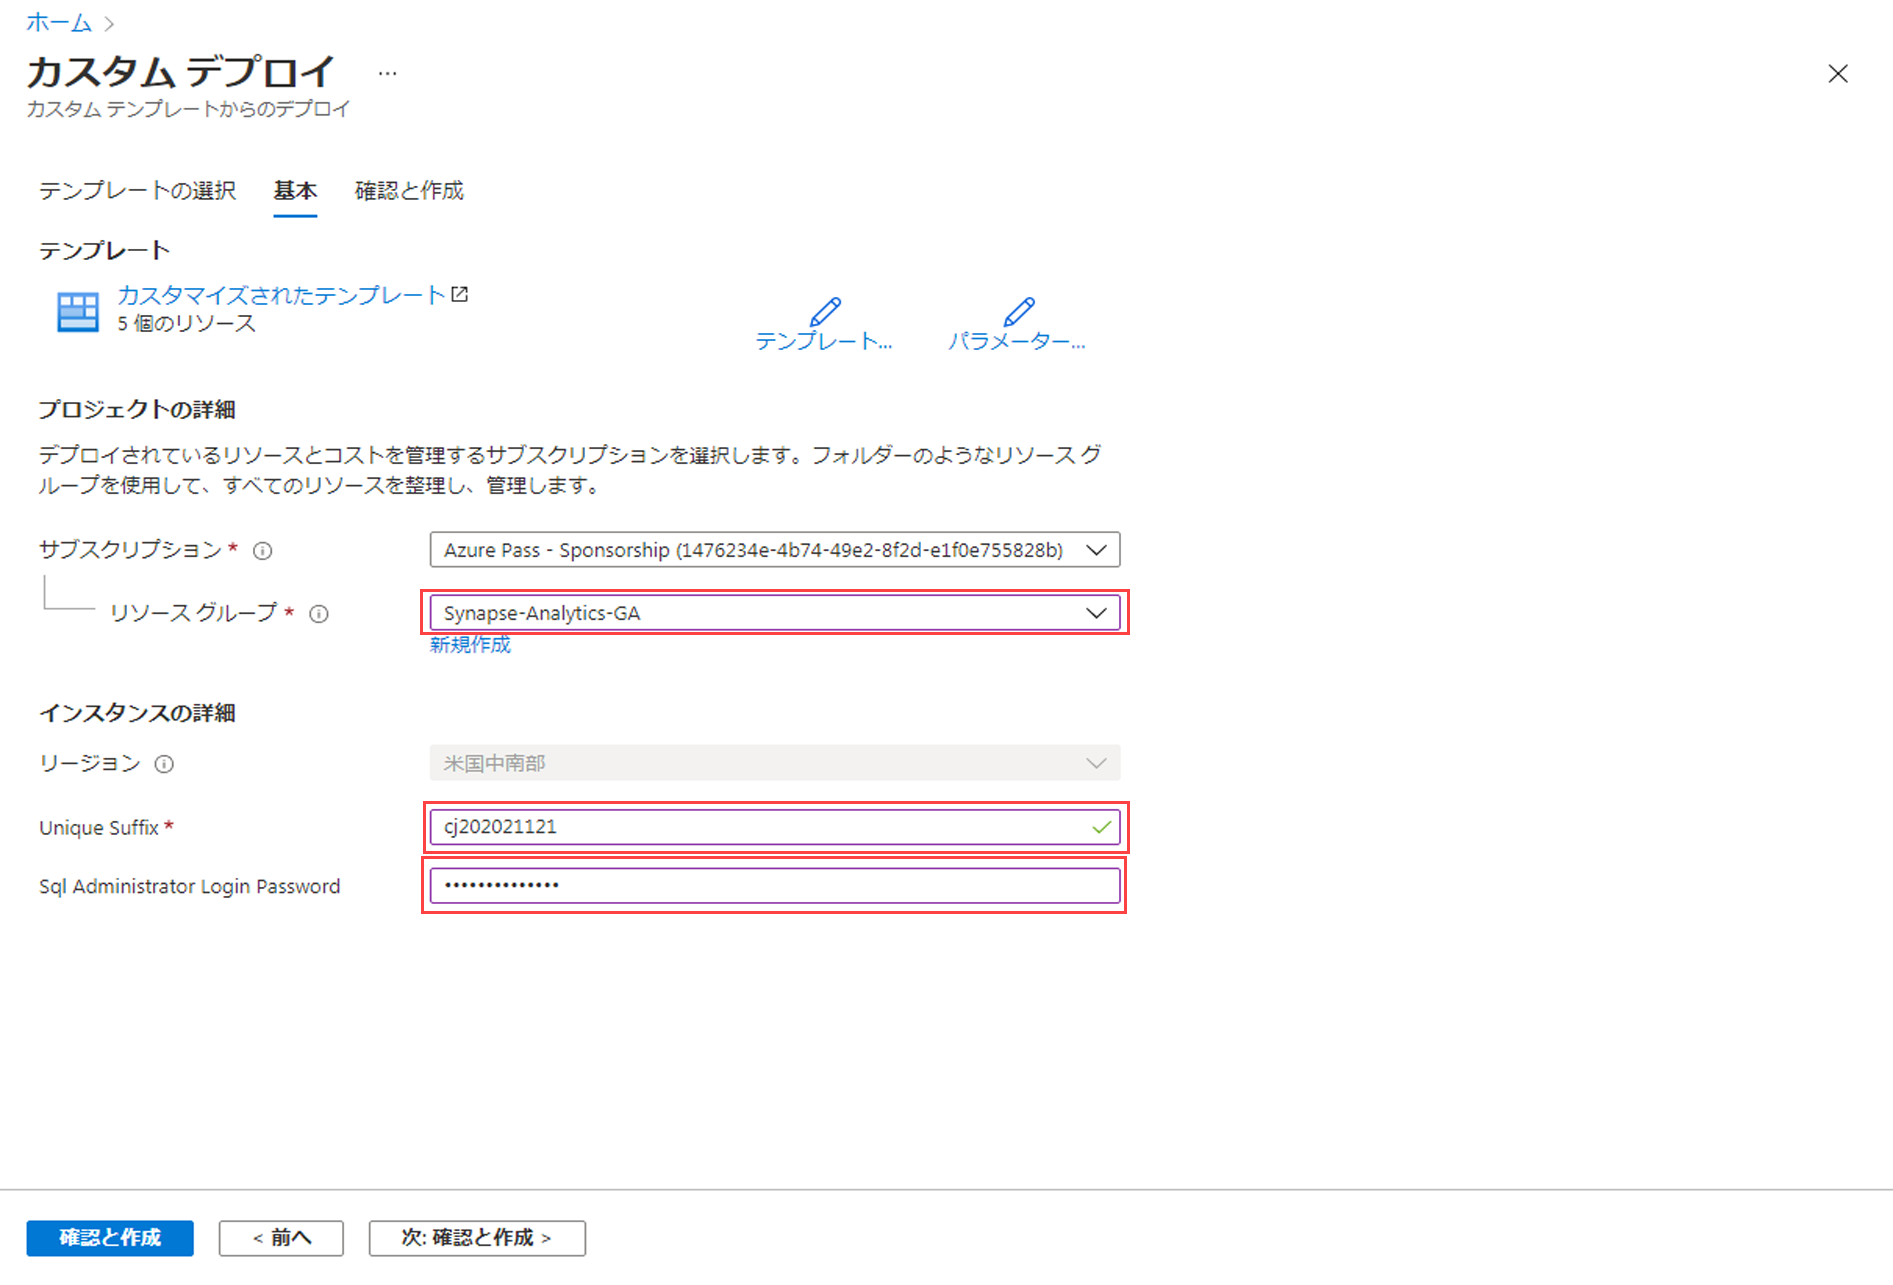 ホーム >
カスタム デプロイ ...
カスタム テンプレートからのデプロイ
テンプレートの選択 基本 確認と作成
テンプレート
カスタマイズされたテンプレート
5 個のリソース
テンプレート... パラメーター...
プロジェクトの詳細
デプロイされているリソースとコストを管理するサブスクリプションを選択します。フォルダーのようなリソース グ
ループを使用して、すべてのリソースを整理し、管理します。
サブスクリプション * Azure Pass - Sponsorship (1476234e-4b74-49e2-8f2d-e1f0e755828b)
リソース グループ * Synapse-Analytics-GA
新規作成
インスタンスの詳細
リージョン 米国中南部
Unique Suffix * cj202021121
Sql Administrator Login Password ••••••••••••••
確認と作成 < 前へ 次: 確認と作成 >